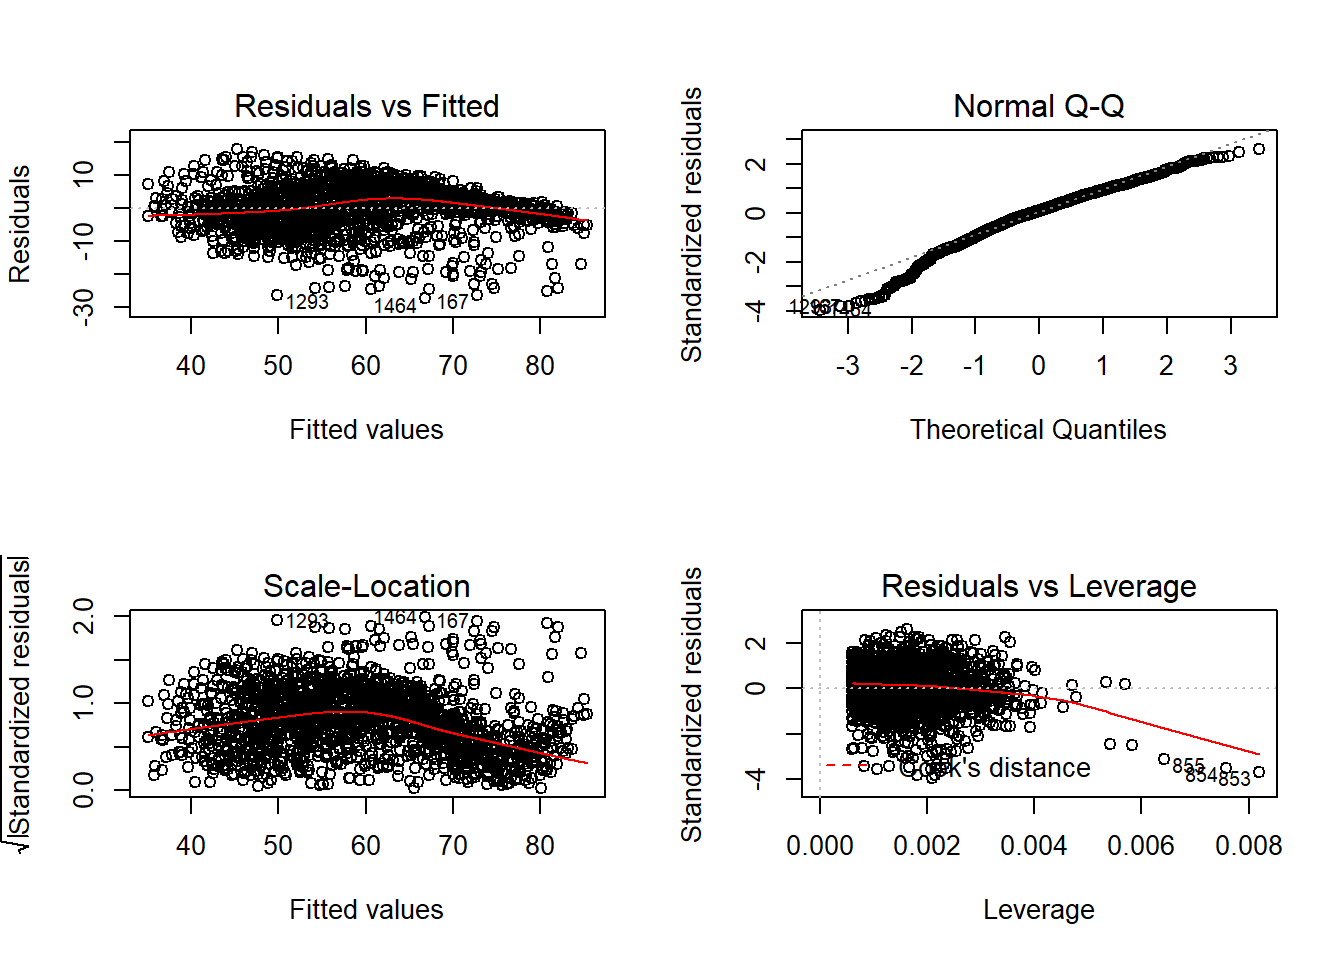 Residuals vs Fitted
Residuals
10
-10
-30
1293
1464
167
40 50 60 70 80
Fitted values
Normal Q-Q
Standardized residuals
2
0
-2
-4
1464
-3 -2 -1 0 1 2 3
Theoretical Quantiles
Scale-Location
√|Standardized residuals|
2.0
1.0
0.0
1293
1464
167
40 50 60 70 80
Fitted values
Residuals vs Leverage
Standardized residuals
2
0
-4
855
854
853
Cook's distance
0.000 0.002 0.004 0.006 0.008
Leverage